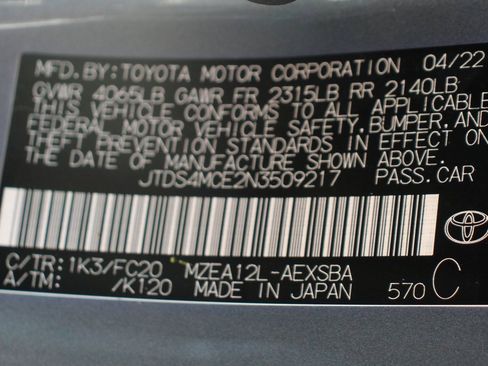 MFD.BY:TOYOTA MOTOR CORPORATION 04/22
GVWR 4065LB GAWR FR 2315LB RR 2140LB
THIS VEHICLE CONFORMS TO ALL APPLICABLE
FEDERAL MOTOR VEHICLE SAFETY,BUMPER,AND
THEFT PREVENTION STANDARDS IN EFFECT ON
THE DATE OF MANUFACTURE SHOWN ABOVE.
JTDS4MCE2N3509217 PASS.CAR
C/TR:1K3/FC20 MZEA12L-AEXSBA
A/TM: /K120 MADE IN JAPAN 570 C
TOYOTA